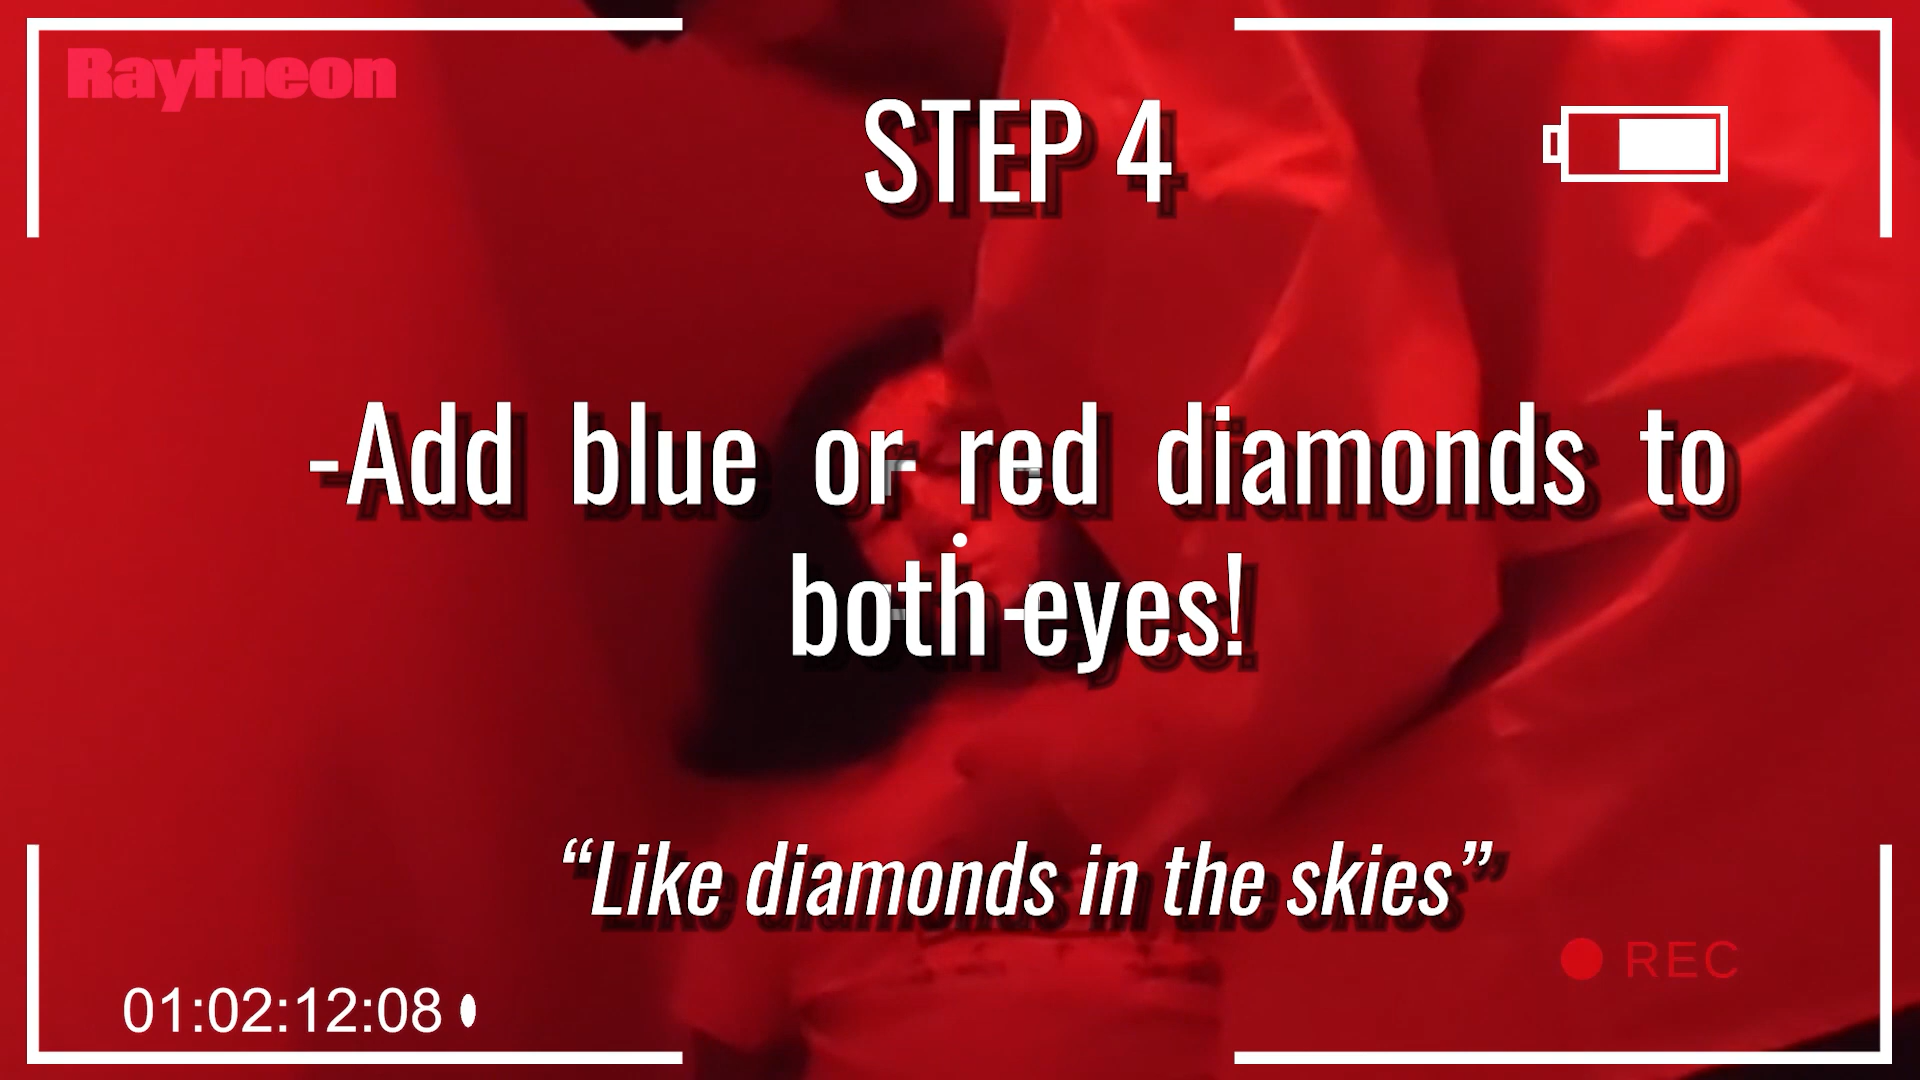 Raytheon
STEP 4
-Add blue or red diamonds to
both eyes!
“Like diamonds in the skies”
REC
01:02:12:08